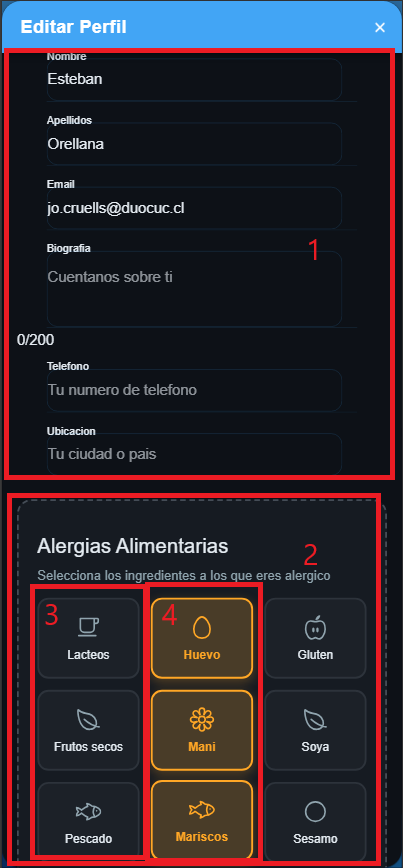 Editar Perfil ×
Nombre
Esteban
Apellidos
Orellana
Email
jo.cruells@duocuc.cl
Biografia
1
Cuentanos sobre ti
0/200
Telefono
Tu numero de telefono
Ubicacion
Tu ciudad o pais
Alergias Alimentarias
2
Selecciona los ingredientes a los que eres alergico
3 4
Lacteos Huevo Gluten
Frutos secos Mani Soya
Pescado Mariscos Sesamo